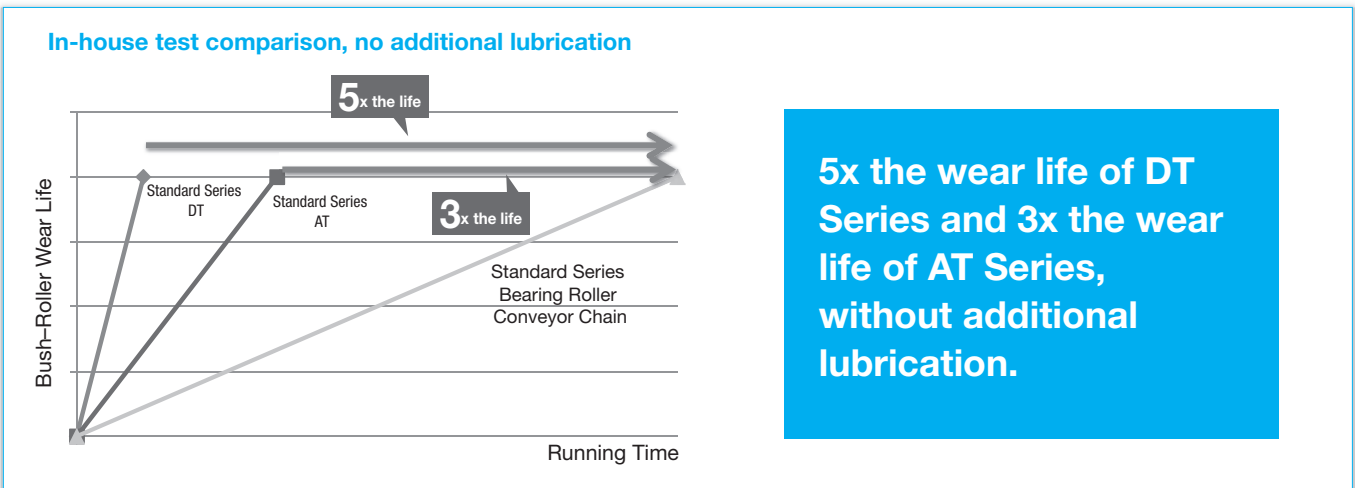 In-house test comparison, no additional lubrication
5x the life
Standard Series
DT
Standard Series
AT
3x the life
Standard Series
Bearing Roller
Conveyor Chain
Bush–Roller Wear Life
Running Time
5x the wear life of DT
Series and 3x the wear
life of AT Series,
without additional
lubrication.